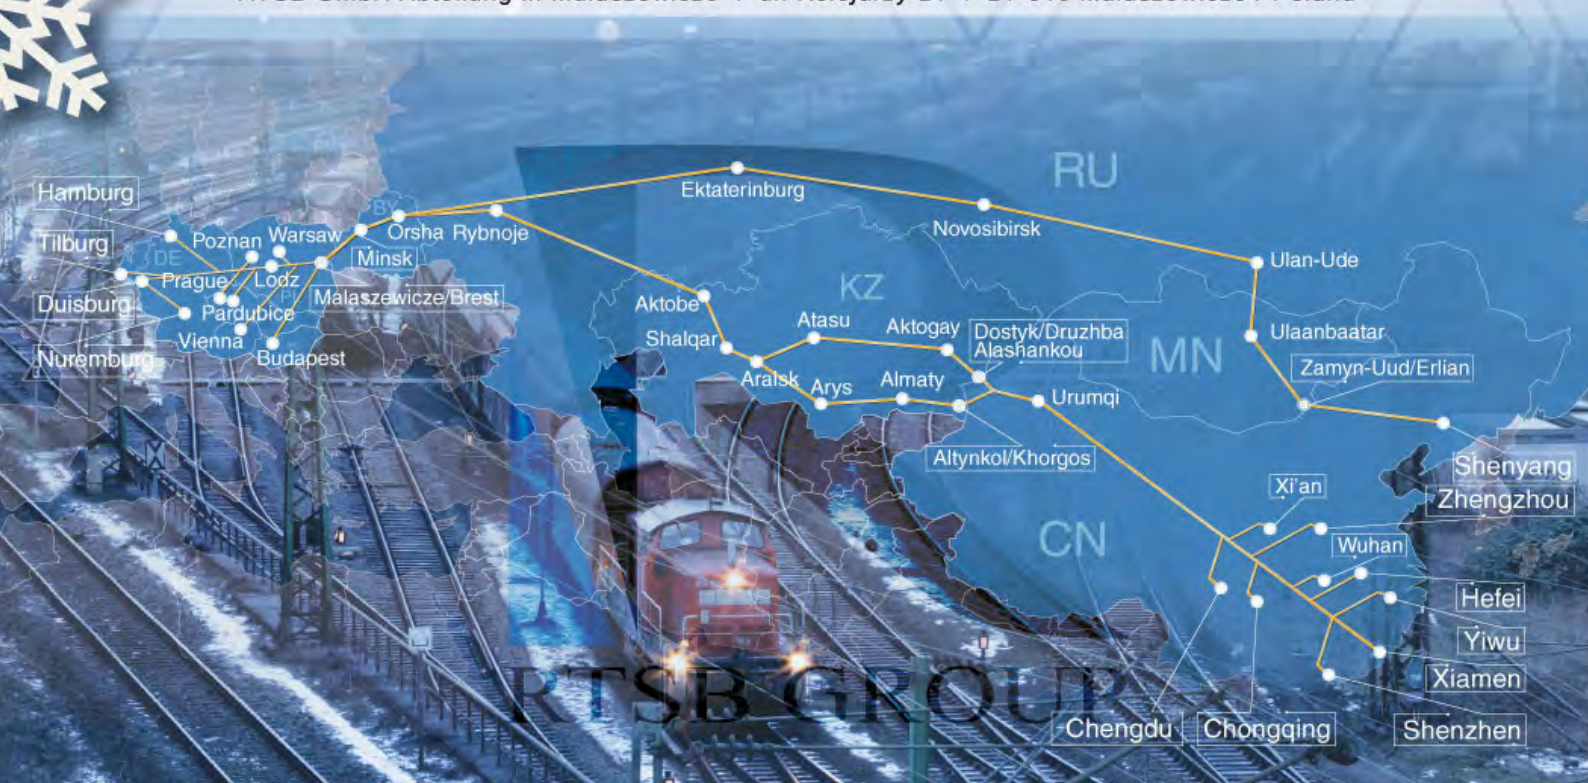 RU
Ektaterinburg
Hamburg
BY
Orsha Rybnoje
Novosibirsk
Tilburg
Poznan Warsaw
DE
Minsk
Ulan-Ude
Prague Lodz
KZ
Duisburg
Pardubice
Malaszewicze/Brest
Aktobe
Atasu
Aktogay
Dostyk/Druzhba
Alashankou
Ulaanbaatar
Shalqar
MN
Vienna
Nuremburg
Budapest
Zamyn-Uud/Erlian
Aralsk
Arys
Almaty
Urumqi
Altynkol/Khorgos
Shenyang
Xi'an
Zhengzhou
CN
Wuhan
Hefei
Yiwu
Xiamen
RTSB GROUP
Chengdu
Chongqing
Shenzhen